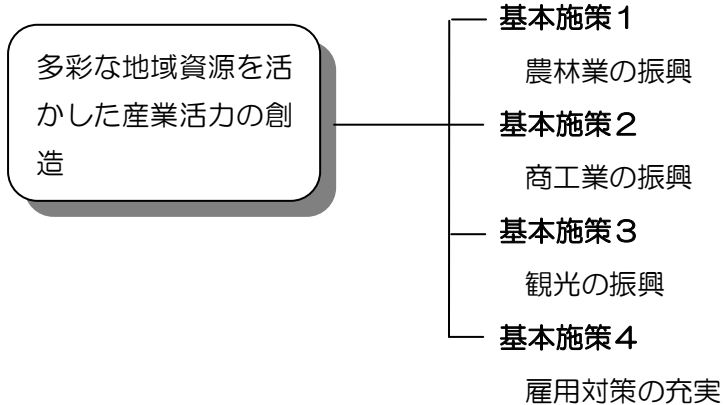 多彩な地域資源を活
かした産業活力の創
造
基本施策１
農林業の振興
基本施策２
商工業の振興
基本施策３
観光の振興
基本施策４
雇用対策の充実